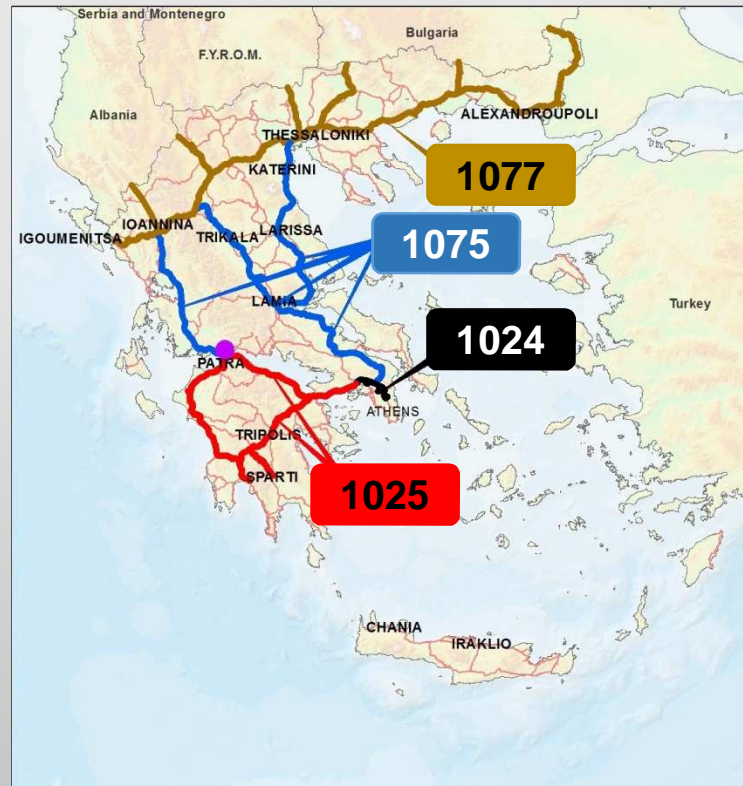 Serbia and Montenegro
Bulgaria
F.Y.R.O.M.
Albania
ALEXANDROUPOLI
THESSALONIKI
KATERINI
1077
IOANNINA
IGOUMENITSA
TRIKALA
LARISSA
1075
LAMIA
Turkey
1024
PATRA
ATHENS
TRIPOLIS
SPARTI
1025
CHANIA
IRAKLIO